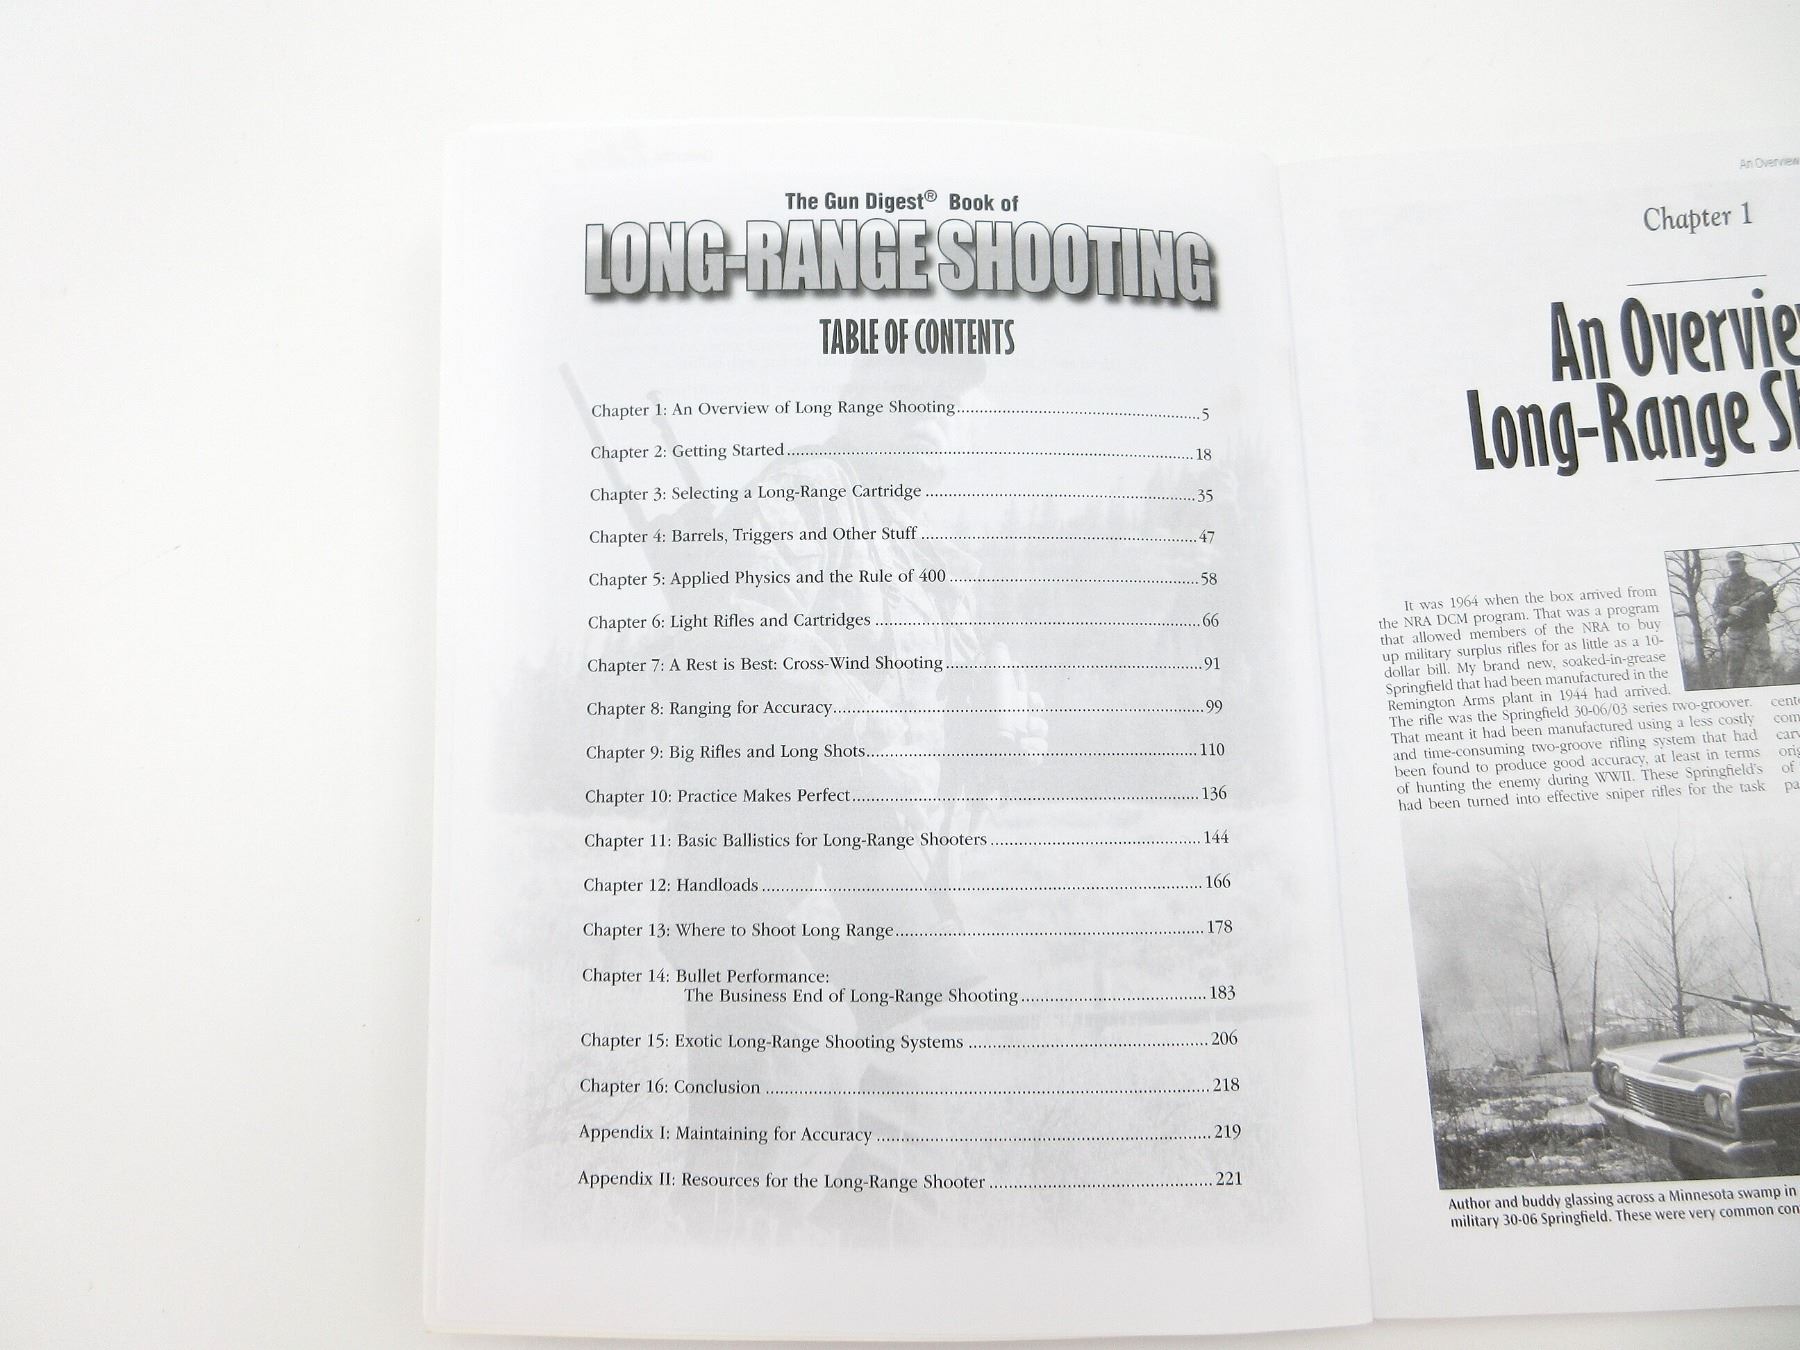 The Gun Digest® Book of
LONG-RANGE SHOOTING
TABLE OF CONTENTS
Chapter 1: An Overview of Long Range Shooting..........5
Chapter 2: Getting Started..........18
Chapter 3: Selecting a Long-Range Cartridge..........35
Chapter 4: Barrels, Triggers and Other Stuff..........47
Chapter 5: Applied Physics and the Rule of 400..........58
Chapter 6: Light Rifles and Cartridges..........66
Chapter 7: A Rest is Best: Cross-Wind Shooting..........91
Chapter 8: Ranging for Accuracy..........99
Chapter 9: Big Rifles and Long Shots..........110
Chapter 10: Practice Makes Perfect..........136
Chapter 11: Basic Ballistics for Long-Range Shooters..........144
Chapter 12: Handloads..........166
Chapter 13: Where to Shoot Long Range..........178
Chapter 14: Bullet Performance:
The Business End of Long-Range Shooting..........183
Chapter 15: Exotic Long-Range Shooting Systems..........206
Chapter 16: Conclusion..........218
Appendix I: Maintaining for Accuracy..........219
Appendix II: Resources for the Long-Range Shooter..........221
An Overview
Chapter 1
An Overvie
Long-Range Sh
It was 1964 when the box arrived from
the NRA DCM program. That was a program
that allowed members of the NRA to buy
up military surplus rifles for as little as a 10-
dollar bill. My brand new, soaked-in-grease
Springfield that had been manufactured in the
Remington Arms plant in 1944 had arrived.
The rifle was the Springfield 30-06/03 series two-groover.
That meant it had been manufactured using a less costly
and time-consuming two-groove rifling system that had
been found to produce good accuracy, at least in terms
of hunting the enemy during WWII. These Springfield's
had been turned into effective sniper rifles for the task
cent
com
carv
orig
of
pa
Author and buddy glassing across a Minnesota swamp in
military 30-06 Springfield. These were very common con